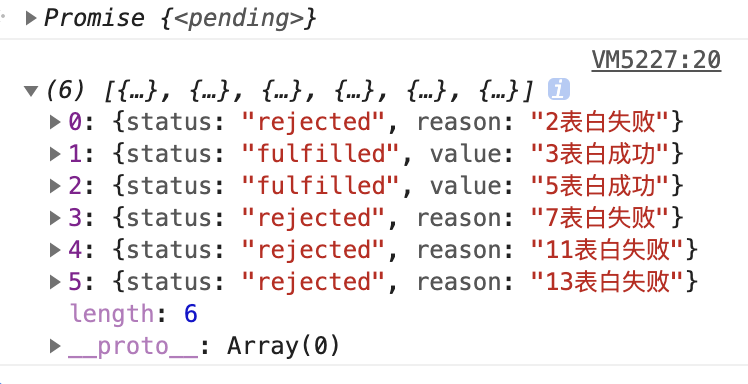 Promise {<pending>}
VM5227:20
(6) [{…}, {…}, {…}, {…}, {…}, {…}] i
0: {status: "rejected", reason: "2表白失败"}
1: {status: "fulfilled", value: "3表白成功"}
2: {status: "fulfilled", value: "5表白成功"}
3: {status: "rejected", reason: "7表白失败"}
4: {status: "rejected", reason: "11表白失败"}
5: {status: "rejected", reason: "13表白失败"}
length: 6
__proto__: Array(0)